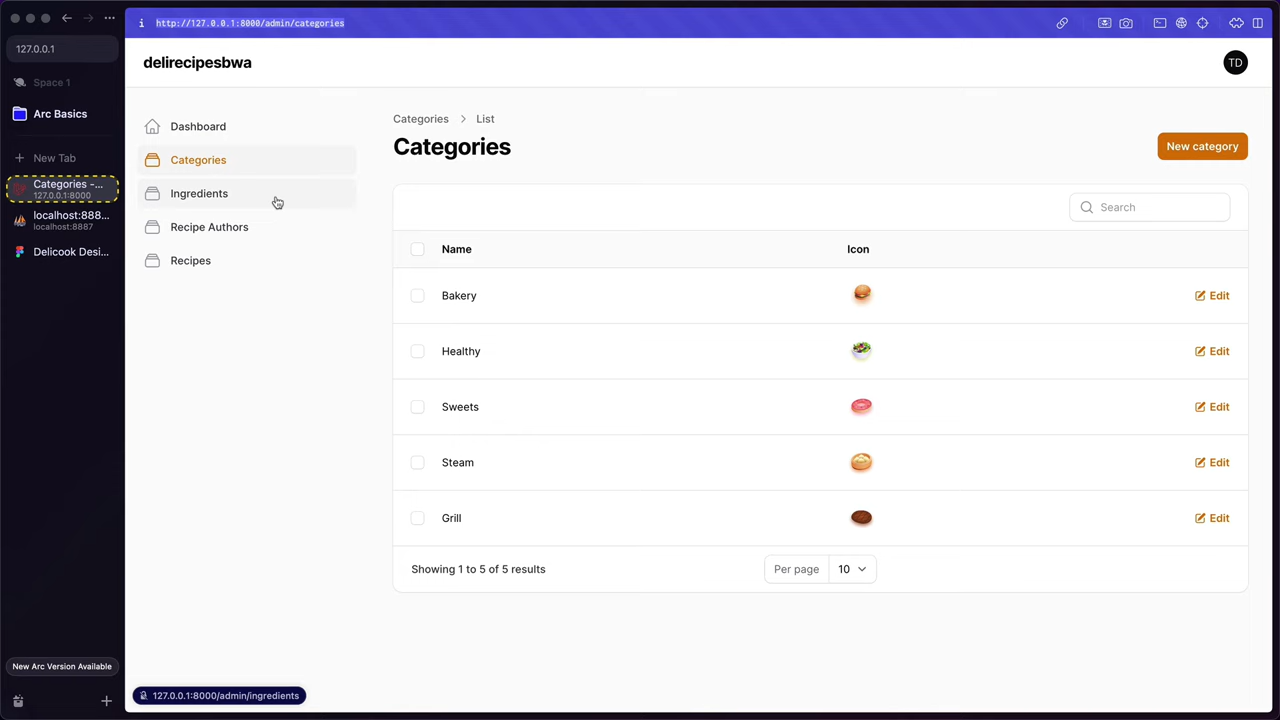 http://127.0.0.1:8000/admin/categories
127.0.0.1
Space 1
Arc Basics
New Tab
Categories -...
127.0.0.1:8000
localhost:888...
localhost:8887
Delicook Desi...
New Arc Version Available
delirecipesbwa
TD
Dashboard
Categories
Ingredients
Recipe Authors
Recipes
Categories > List
Categories
New category
Search
Name Icon
Bakery Edit
Healthy Edit
Sweets Edit
Steam Edit
Grill Edit
Showing 1 to 5 of 5 results Per page 10
127.0.0.1:8000/admin/ingredients